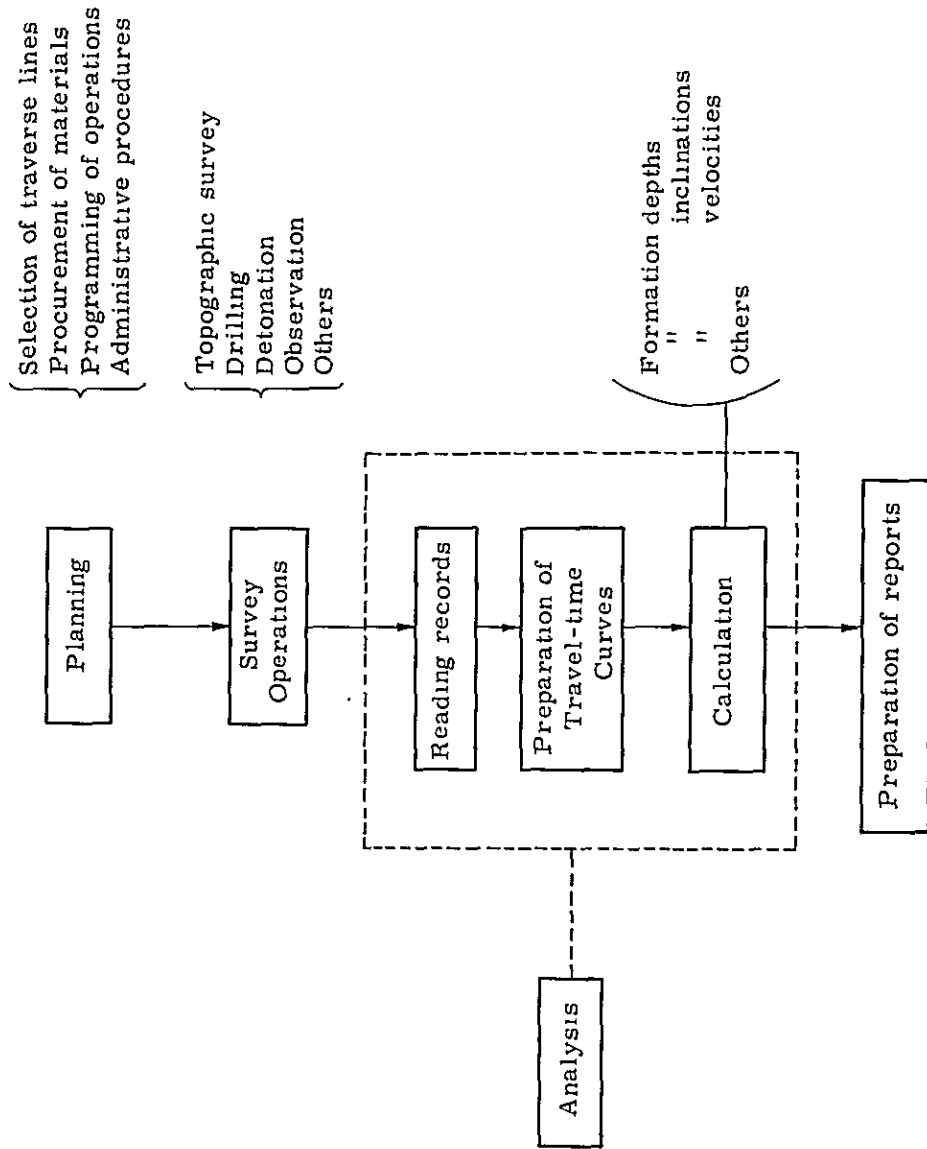 Planning
Selection of traverse lines
Procurement of materials
Programming of operations
Administrative procedures
Survey
Operations
Topographic survey
Drilling
Detonation
Observation
Others
Analysis
Reading records
Preparation of
Travel-time
Curves
Calculation
Formation depths
" inclinations
" velocities
Others
Preparation of reports